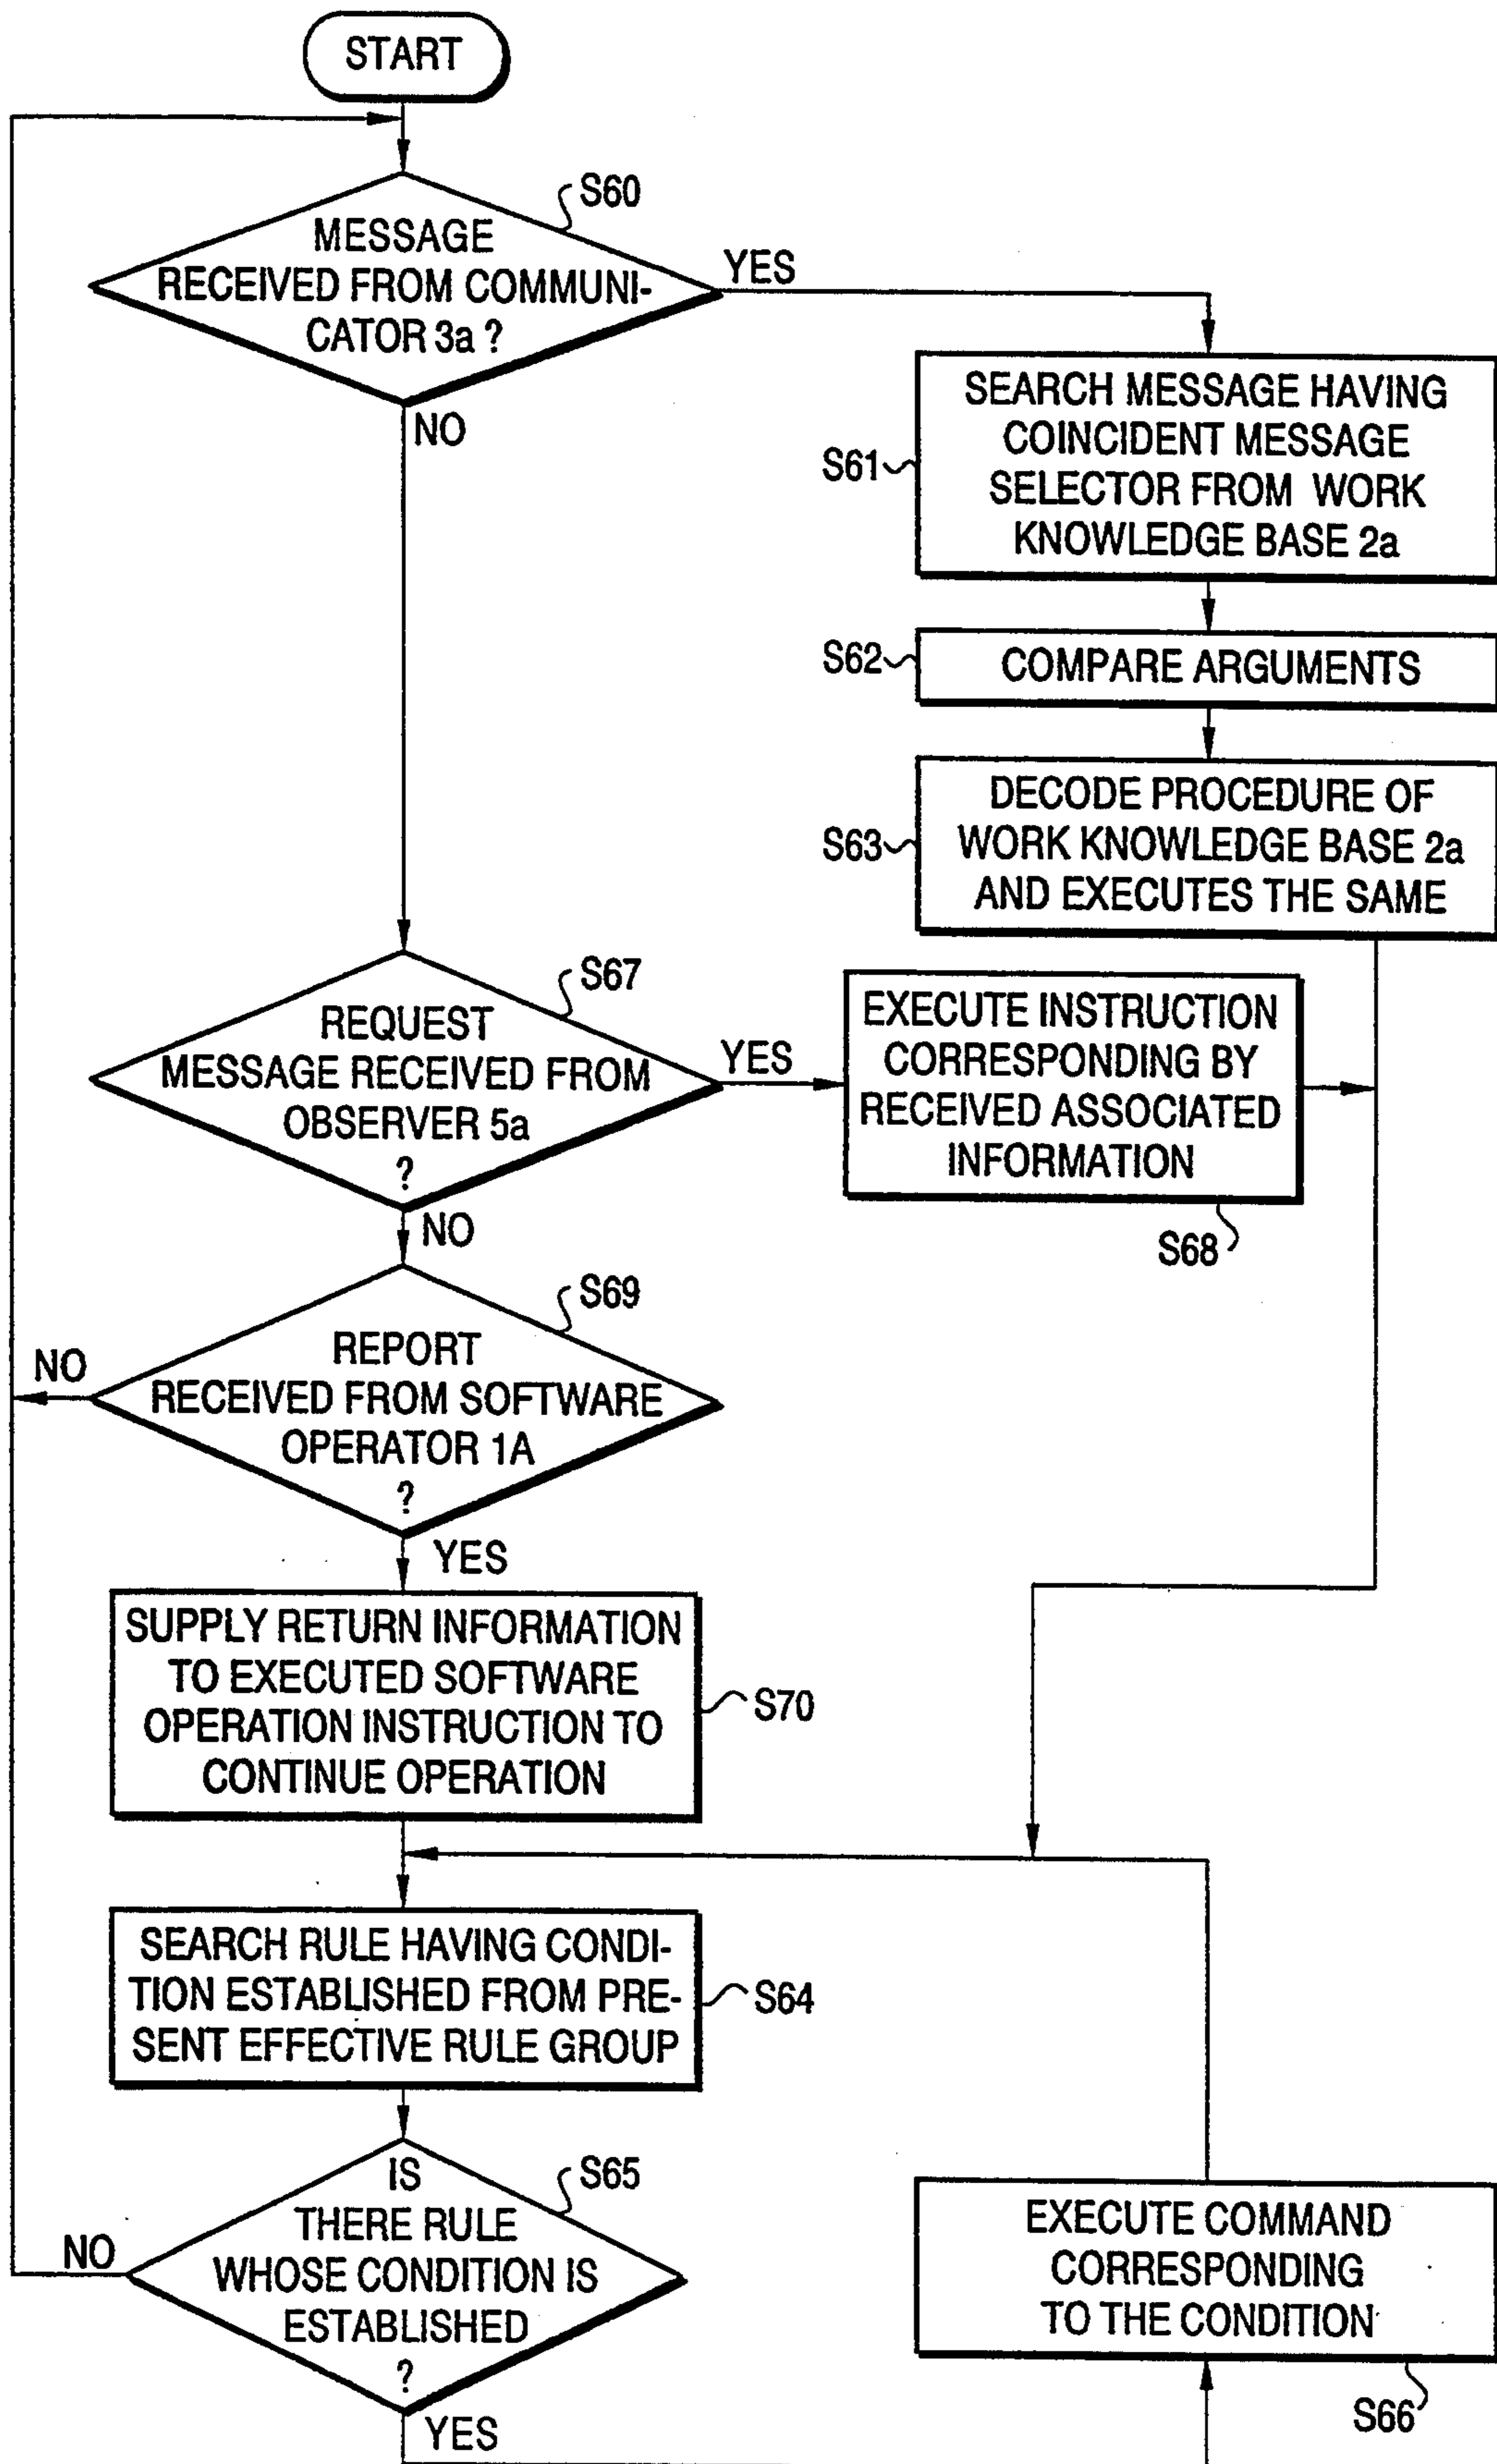 START
S60
MESSAGE
RECEIVED FROM COMMUNI-
CATOR 3a ?
YES
NO
S61
SEARCH MESSAGE HAVING
COINCIDENT MESSAGE
SELECTOR FROM WORK
KNOWLEDGE BASE 2a
S62
COMPARE ARGUMENTS
S63
DECODE PROCEDURE OF
WORK KNOWLEDGE BASE 2a
AND EXECUTES THE SAME
S67
REQUEST
MESSAGE RECEIVED FROM
OBSERVER 5a
?
YES
NO
EXECUTE INSTRUCTION
CORRESPONDING BY
RECEIVED ASSOCIATED
INFORMATION
S68
S69
REPORT
RECEIVED FROM SOFTWARE
OPERATOR 1A
?
NO
YES
SUPPLY RETURN INFORMATION
TO EXECUTED SOFTWARE
OPERATION INSTRUCTION TO
CONTINUE OPERATION
S70
SEARCH RULE HAVING CONDI-
TION ESTABLISHED FROM PRE-
SENT EFFECTIVE RULE GROUP
S64
IS
THERE RULE
WHOSE CONDITION IS
ESTABLISHED
?
S65
NO
YES
EXECUTE COMMAND
CORRESPONDING
TO THE CONDITION
S66